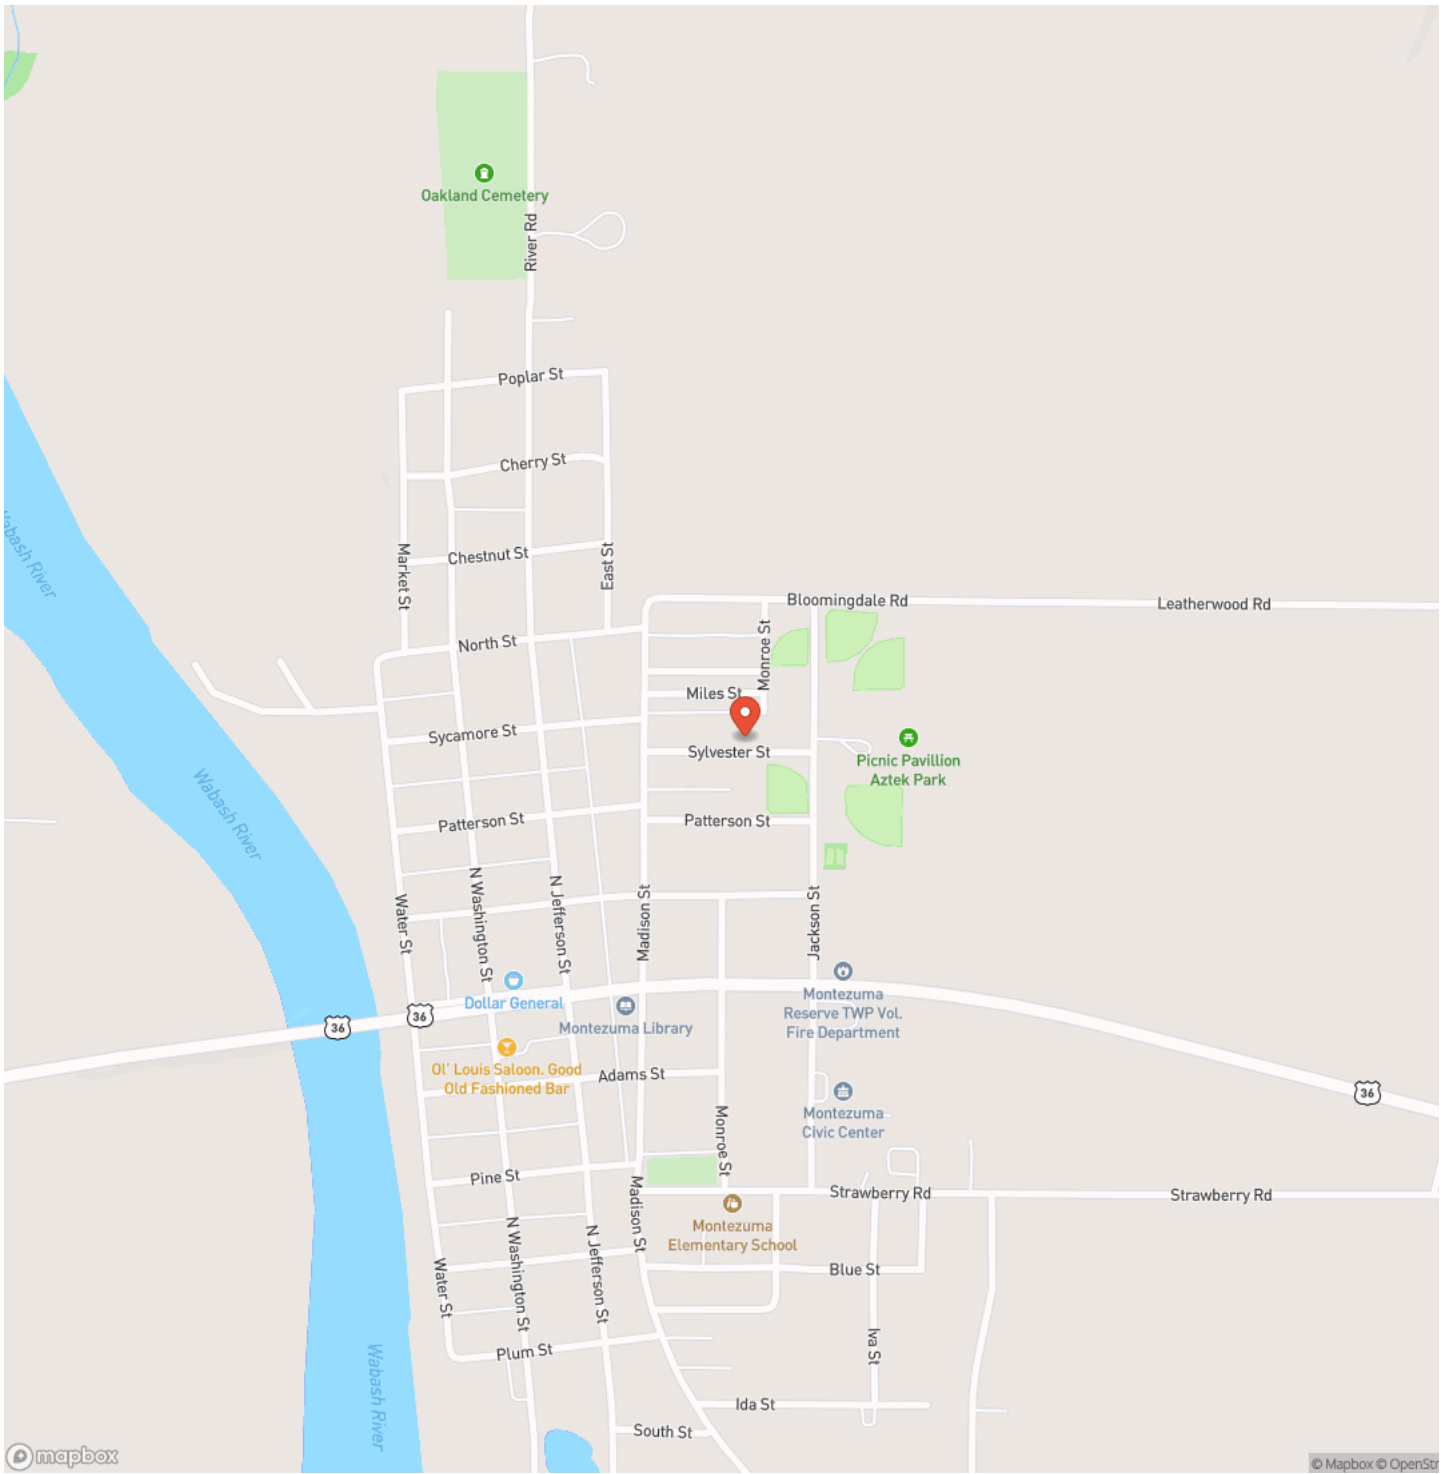 Oakland Cemetery
River Rd
Poplar St
Cherry St
Chestnut St
Market St
East St
Wabash River
North St
Bloomingdale Rd
Leatherwood Rd
Monroe St
Miles St
Sycamore St
Sylvester St
Picnic Pavillion
Aztek Park
Wabash River
Patterson St
Patterson St
Water St
N Washington St
N Jefferson St
Madison St
Jackson St
Dollar General
Montezuma Library
Montezuma
Reserve TWP Vol.
Fire Department
36
36
36
Ol' Louis Saloon. Good
Old Fashioned Bar
Adams St
Montezuma
Civic Center
Monroe St
Pine St
Strawberry Rd
Strawberry Rd
Madison St
Montezuma
Elementary School
Water St
N Washington St
N Jefferson St
Blue St
Iva St
Plum St
Wabash River
Ida St
South St
mapbox
© Mapbox © OpenStr